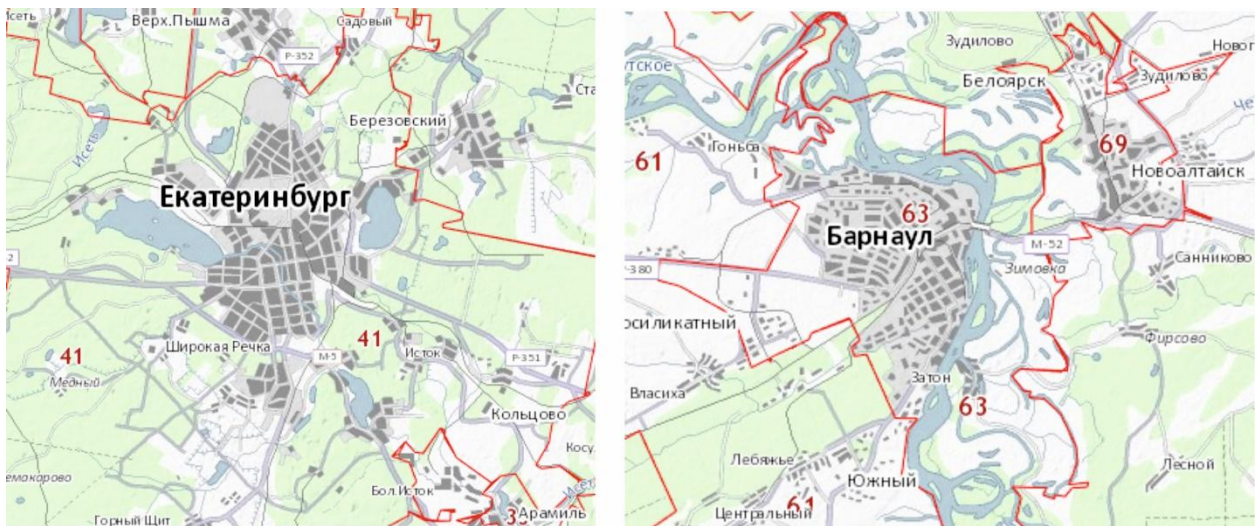 Верх.Пышма
Садовый
Р-352
Исеть
Березовский
Екатеринбург
41
Широкая Речка
М-5
Исток
Р-351
41
Медный
Кольцово
Бол.Исток
Исеть
Арамиль
Горный Щит
Зудилово
Белоярск
Зудилово
Гоньба
61
69
Новоалтайск
63
Барнаул
М-52
Зимовка
Санниково
Фирсово
Власиха
Затон
63
Лебяжье
Южный
Лесной
Центральный